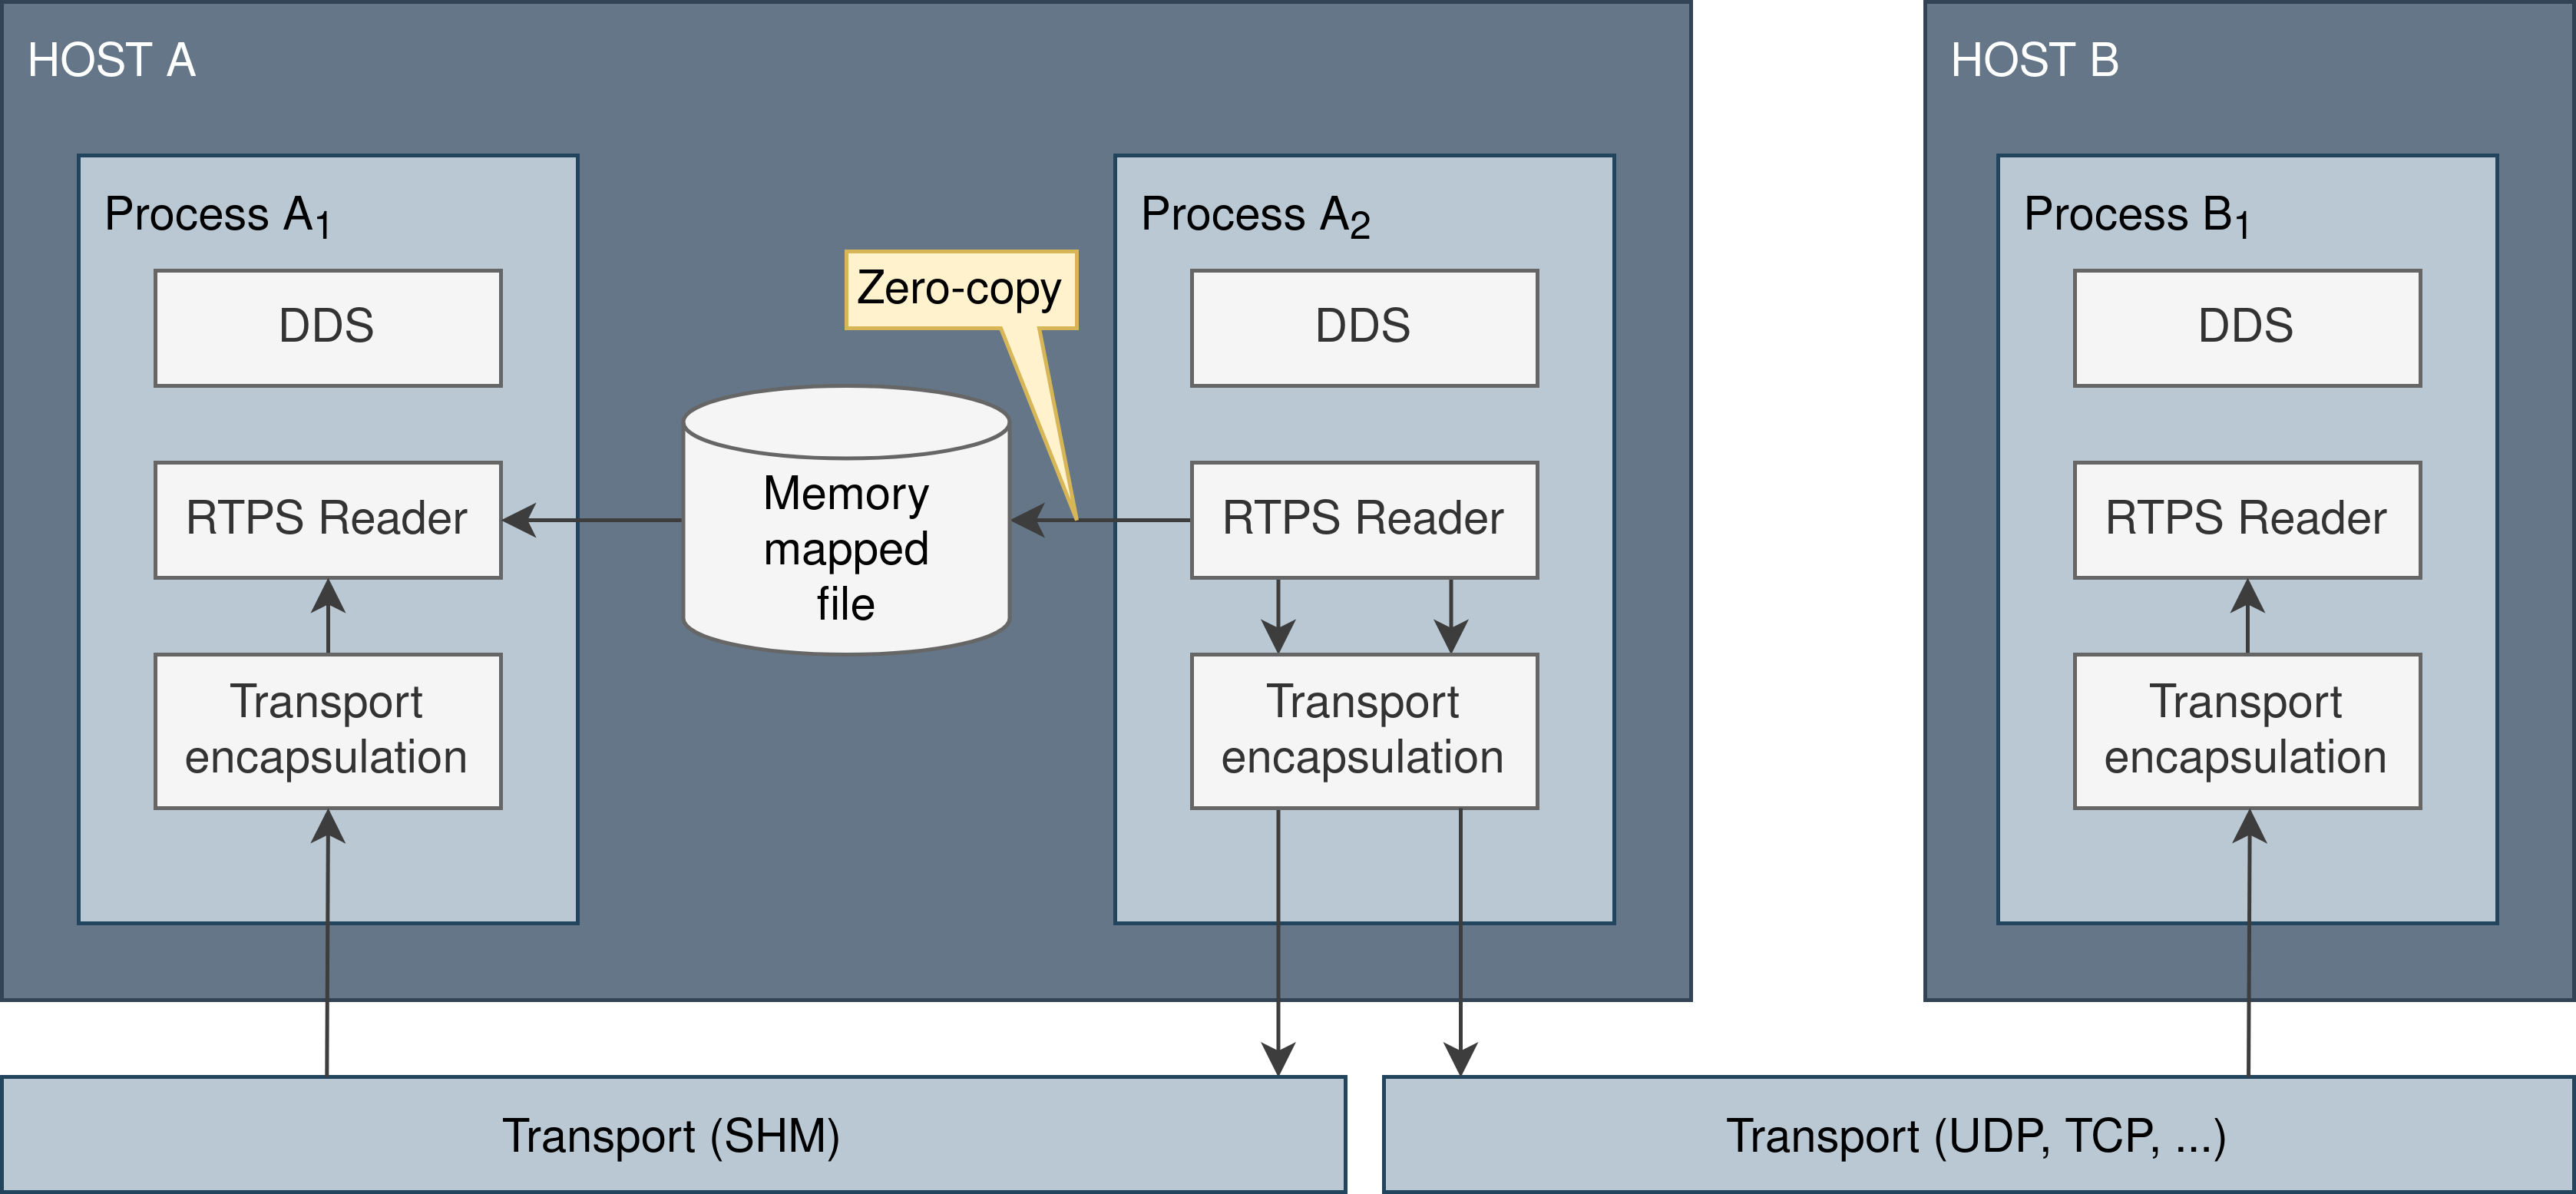 HOST A
Process A1
DDS
RTPS Reader
Transport
encapsulation
Zero-copy
Memory
mapped
file
Process A2
DDS
RTPS Reader
Transport
encapsulation
HOST B
Process B1
DDS
RTPS Reader
Transport
encapsulation
Transport (SHM)
Transport (UDP, TCP, ...)